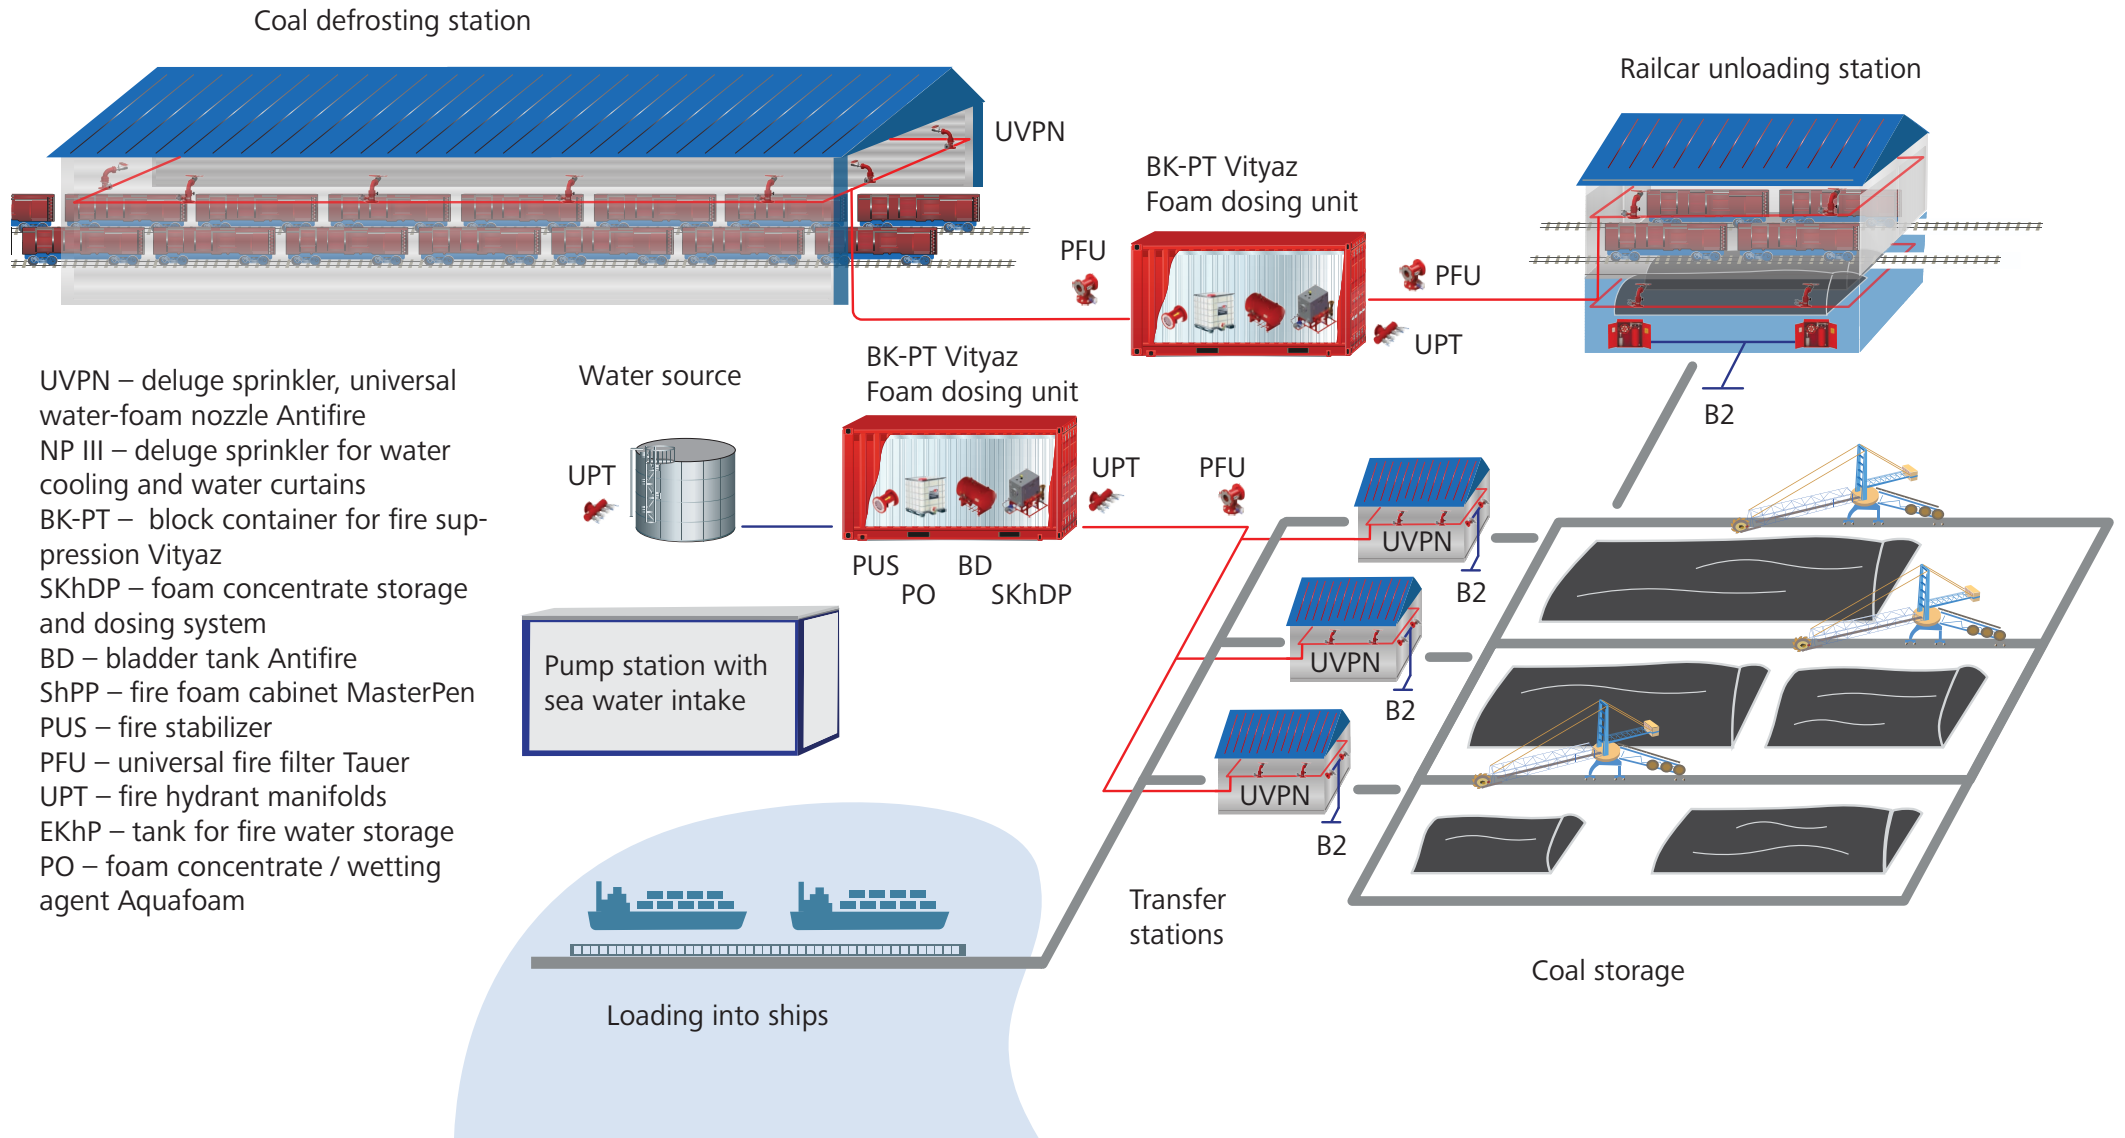 Coal defrosting station
Railcar unloading station
UVPN
BK-PT Vityaz
Foam dosing unit
PFU
PFU
UPT
B2
UVPN – deluge sprinkler, universal
water-foam nozzle Antifire
NP III – deluge sprinkler for water
cooling and water curtains
BK-PT –  block container for fire sup-
pression Vityaz
SKhDP – foam concentrate storage
and dosing system
BD – bladder tank Antifire
ShPP – fire foam cabinet MasterPen
PUS – fire stabilizer
PFU – universal fire filter Tauer
UPT – fire hydrant manifolds
EKhP – tank for fire water storage
PO – foam concentrate / wetting
agent Aquafoam
Water source
UPT
BK-PT Vityaz
Foam dosing unit
UPT
PFU
PUS
BD
PO
SKhDP
Pump station with
sea water intake
UVPN
B2
UVPN
B2
UVPN
B2
Transfer
stations
Coal storage
Loading into ships